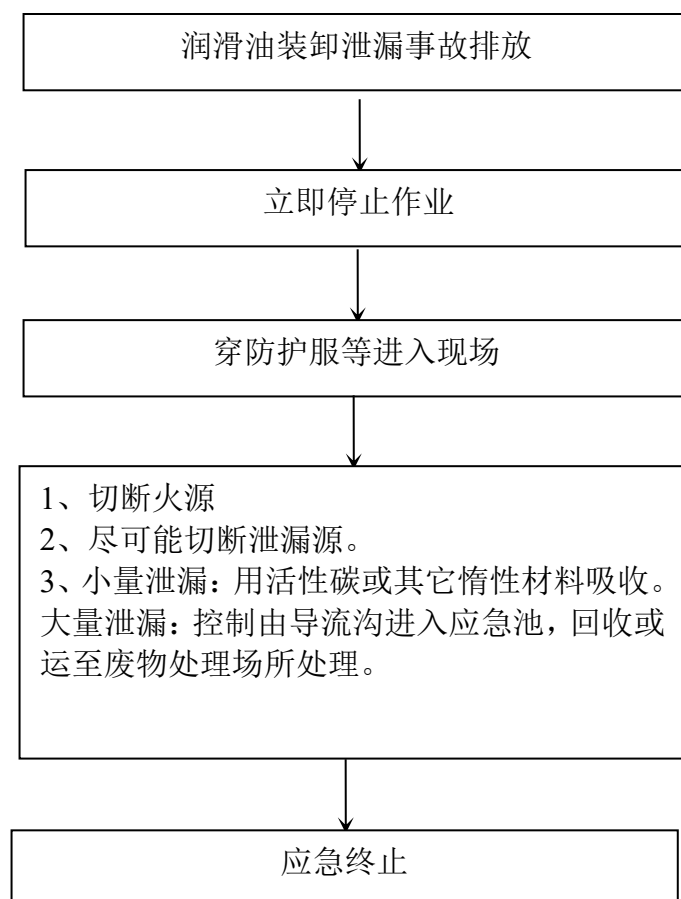 润滑油装卸泄漏事故排放
立即停止作业
穿防护服等进入现场
1、切断火源
2、尽可能切断泄漏源。
3、小量泄漏：用活性碳或其它惰性材料吸收。
大量泄漏：控制由导流沟进入应急池，回收或
运至废物处理场所处理。
应急终止